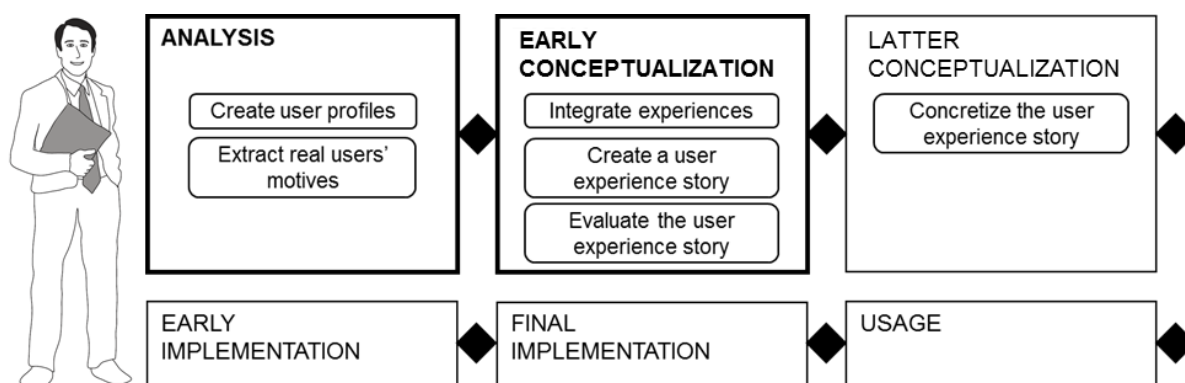 ANALYSIS
Create user profiles
Extract real users'
motives
EARLY
CONCEPTUALIZATION
Integrate experiences
Create a user
experience story
Evaluate the user
experience story
LATTER
CONCEPTUALIZATION
Concretize the user
experience story
EARLY
IMPLEMENTATION
FINAL
IMPLEMENTATION
USAGE